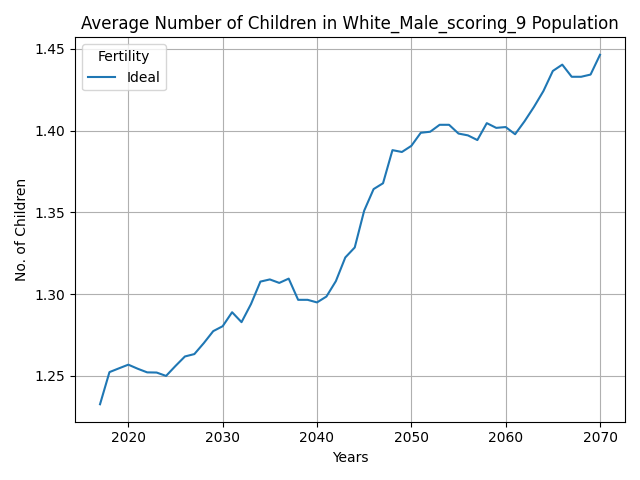 Average Number of Children in White_Male_scoring_9 Population
Fertility
Ideal
No. of Children
1.45
1.40
1.35
1.30
1.25
2020 2030 2040 2050 2060 2070
Years